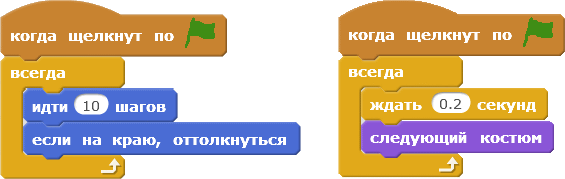 когда щелкнут по
всегда
идти 10 шагов
если на краю, оттолкнуться
когда щелкнут по
всегда
ждать 0.2 секунд
следующий костюм